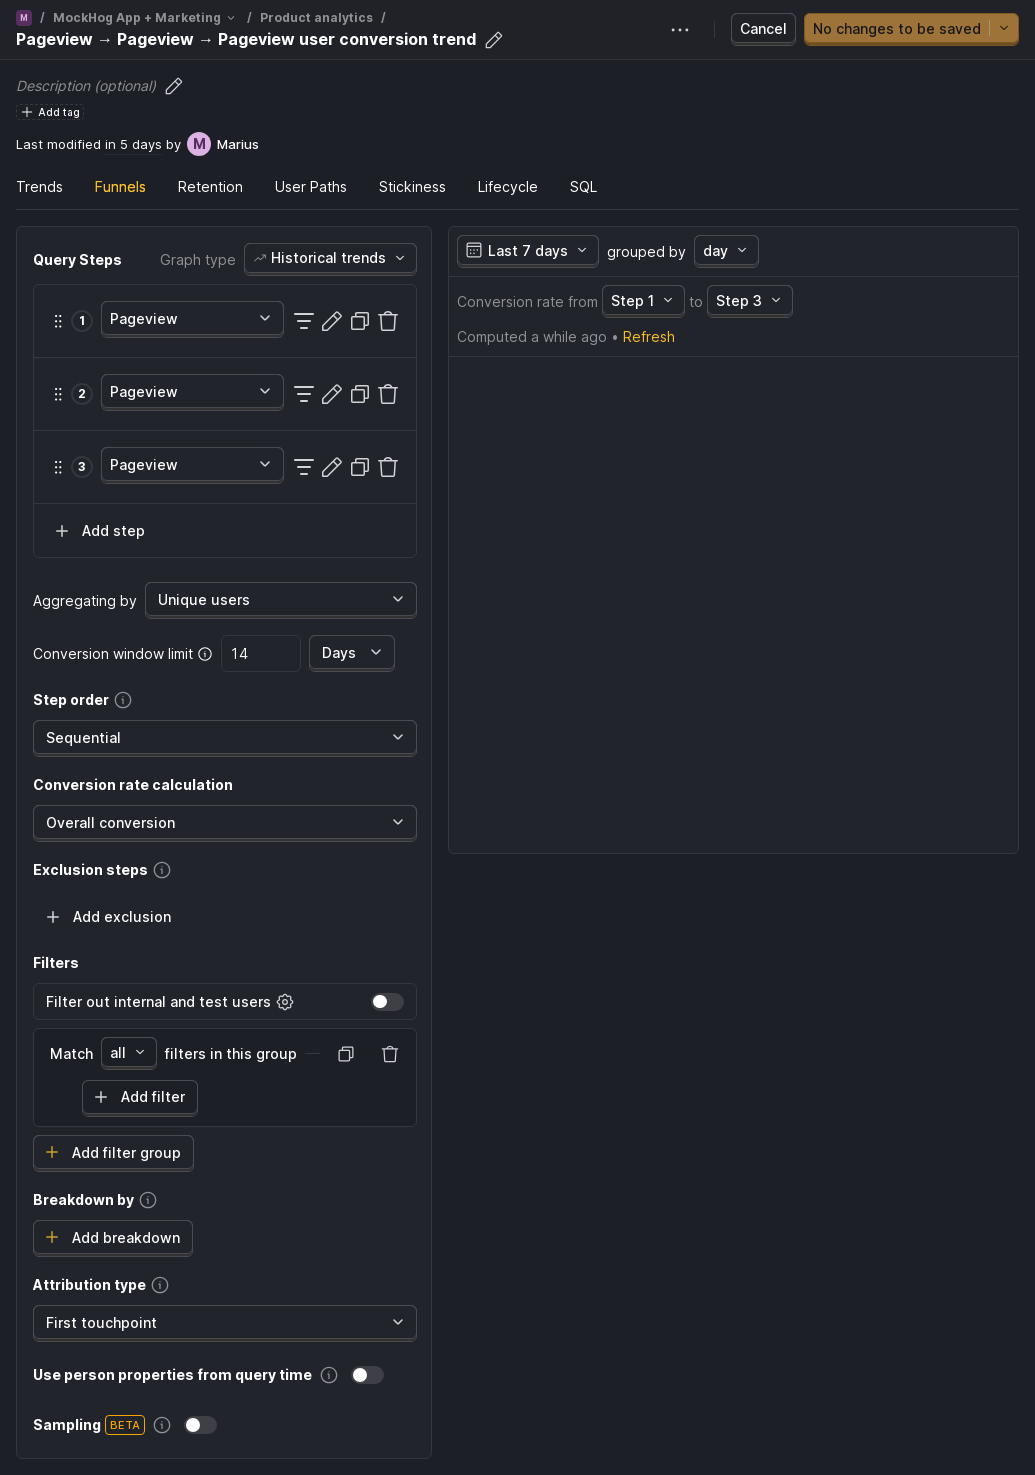 M / MockHog App + Marketing / Product analytics /
Pageview → Pageview → Pageview user conversion trend
Cancel
No changes to be saved
Description (optional)
Add tag
Last modified in 5 days by M Marius
Trends Funnels Retention User Paths Stickiness Lifecycle SQL
Query Steps
Graph type Historical trends
1 Pageview
2 Pageview
3 Pageview
Add step
Aggregating by Unique users
Conversion window limit 14 Days
Step order
Sequential
Conversion rate calculation
Overall conversion
Exclusion steps
Add exclusion
Filters
Filter out internal and test users
Match all filters in this group
Add filter
Add filter group
Breakdown by
Add breakdown
Attribution type
First touchpoint
Use person properties from query time
Sampling BETA
Last 7 days grouped by day
Conversion rate from Step 1 to Step 3
Computed a while ago • Refresh